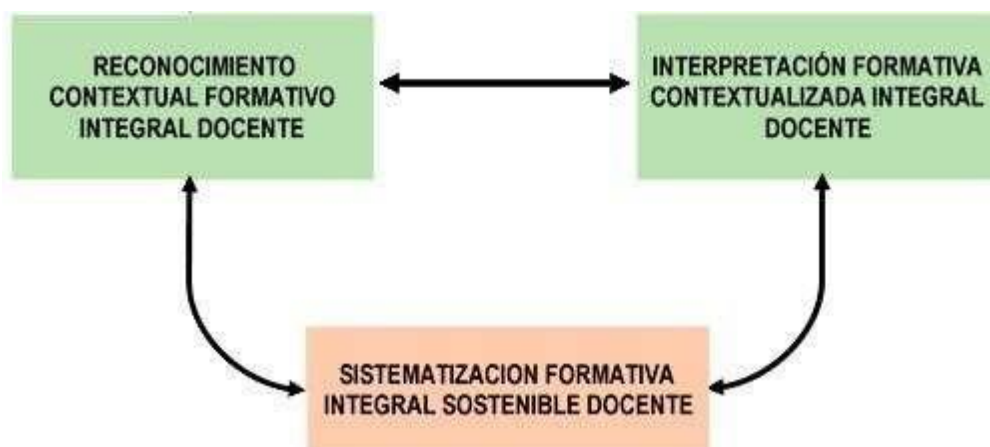 RECONOCIMIENTO
CONTEXTUAL FORMATIVO
INTEGRAL DOCENTE
INTERPRETACIÓN FORMATIVA
CONTEXTUALIZADA INTEGRAL
DOCENTE
SISTEMATIZACION FORMATIVA
INTEGRAL SOSTENIBLE DOCENTE